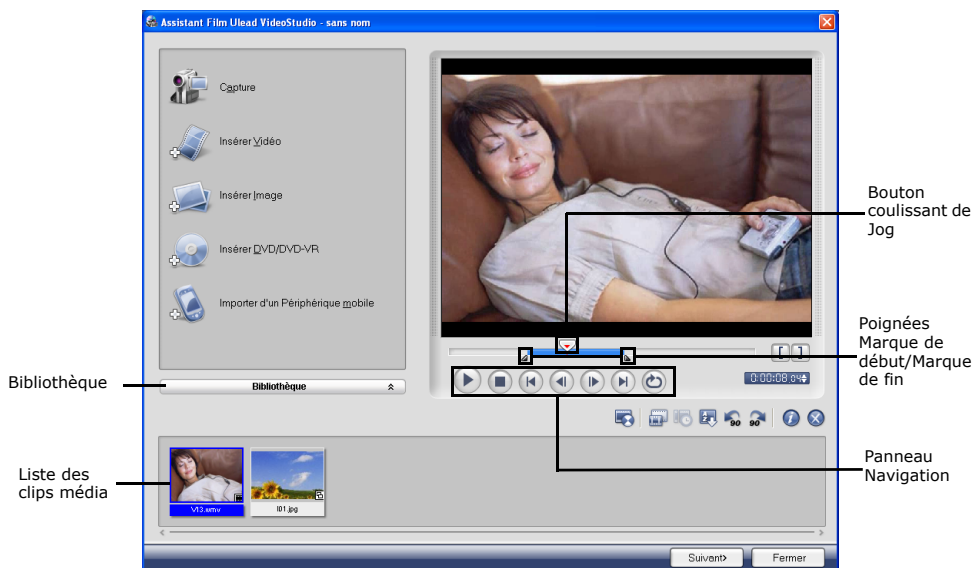 Assistant Film Ulead VideoStudio - sans nom
Capture
Insérer Vidéo
Insérer Image
Insérer DVD/DVD-VR
Importer d'un Périphérique mobile
Bibliothèque
Bibliothèque
Bouton
coulissant de
Jog
Poignées
Marque de
début/Marque
de fin
0:00:08.04
90
90
Panneau
Navigation
Liste des
clips média
V13.wmv
I01.jpg
Suivant>
Fermer